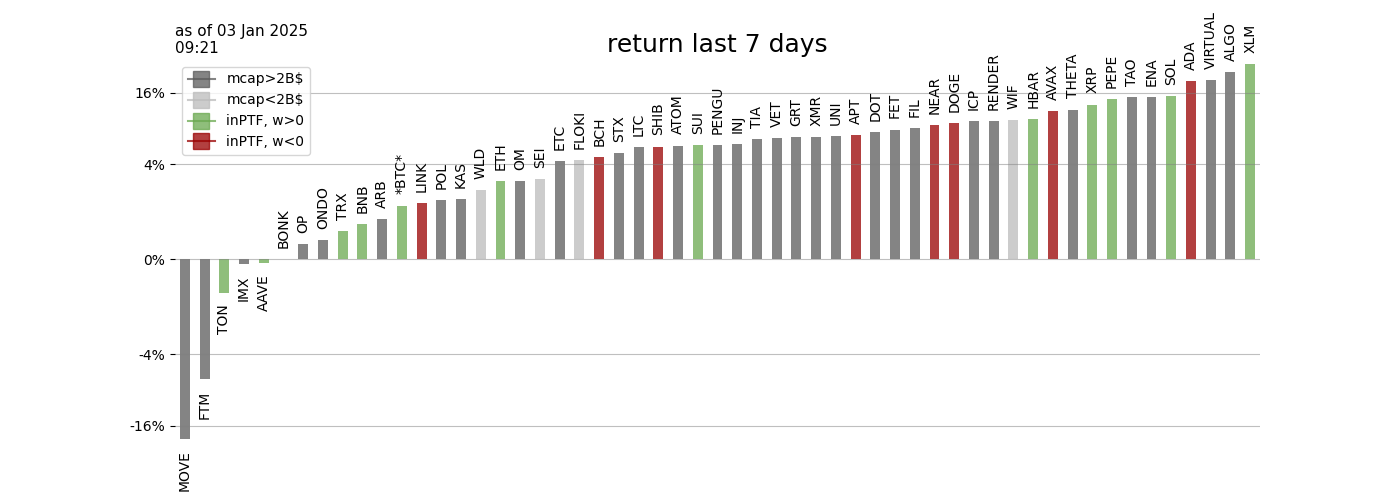 as of 03 Jan 2025
09:21
return last 7 days
mcap>2B$
mcap<2B$
inPTF, w>0
inPTF, w<0
16%
4%
0%
-4%
-16%
MOVE
FTM
TON
IMX
AAVE
BONK
OP
ONDO
TRX
BNB
ARB
*BTC*
LINK
POL
KAS
WLD
ETH
OM
SEI
ETC
FLOKI
BCH
STX
LTC
SHIB
ATOM
SUI
PENGU
INJ
TIA
VET
GRT
XMR
UNI
APT
DOT
FET
FIL
NEAR
DOGE
ICP
RENDER
WIF
HBAR
AVAX
THETA
XRP
PEPE
TAO
ENA
SOL
ADA
VIRTUAL
ALGO
XLM